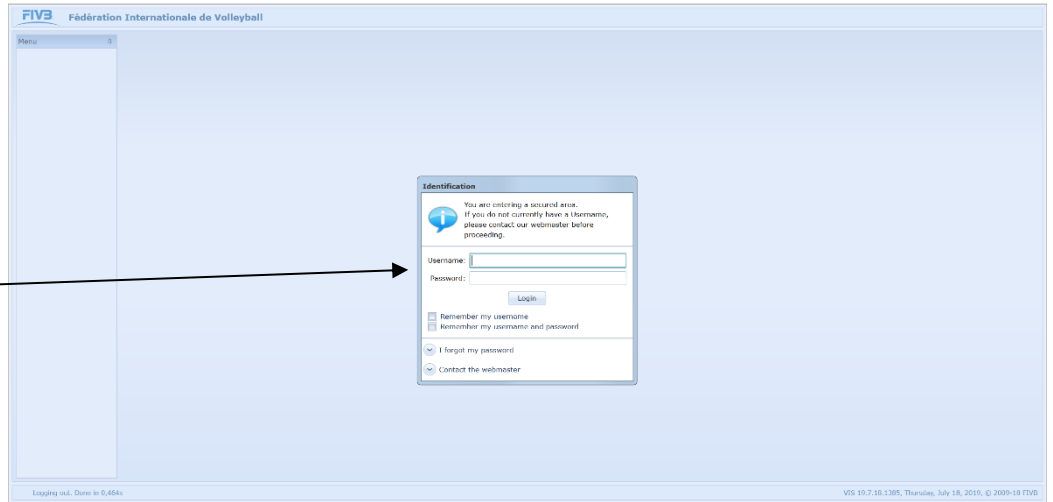 FIVB Fédération Internationale de Volleyball
Menu
Identification
You are entering a secured area.
If you do not currently have a Username,
please contact our webmaster before
proceeding.
Username:
Password:
Login
Remember my username
Remember my username and password
I forgot my password
Contact the webmaster
Logging out. Done in 0,464s
VIS 19.7.10.1385, Thursday, July 18, 2019, © 2009-18 FIVB